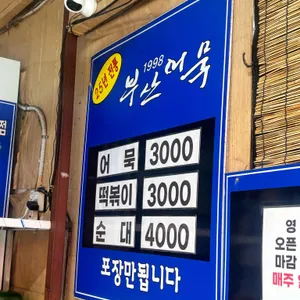 25년 전통
1998
부산어묵
어묵 3000
떡볶이 3000
순대 4000
포장만됩니다
점
영
오픈
마감
매주